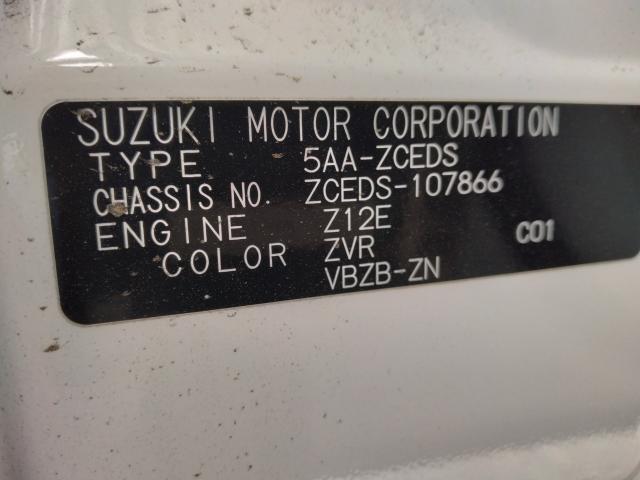 SUZUKI MOTOR CORPORATION
TYPE 5AA-ZCEDS
CHASSIS NO. ZCEDS-107866
ENGINE Z12E
COLOR ZVR C01
VBZB-ZN